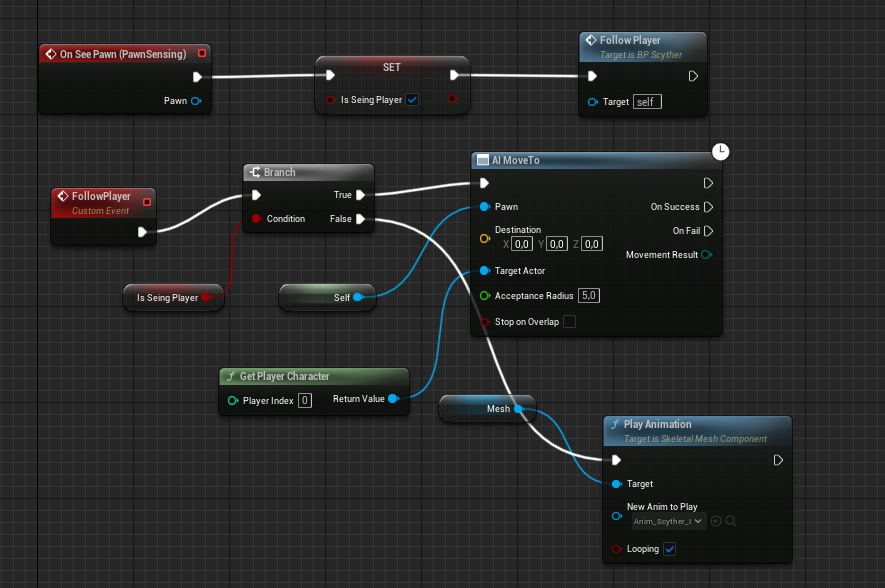 On See Pawn (PawnSensing)
Pawn
SET
Is Seing Player
Follow Player
Target is BP Scyther
Target self
FollowPlayer
Custom Event
Branch
True
Condition
False
Is Seing Player
Self
AI MoveTo
Pawn
On Success
Destination
X 0,0 Y 0,0 Z 0,0
On Fail
Movement Result
Target Actor
Acceptance Radius 5,0
Stop on Overlap
Get Player Character
Player Index 0
Return Value
Mesh
Play Animation
Target is Skeletal Mesh Component
Target
New Anim to Play
Anim_Scyther_I
Looping